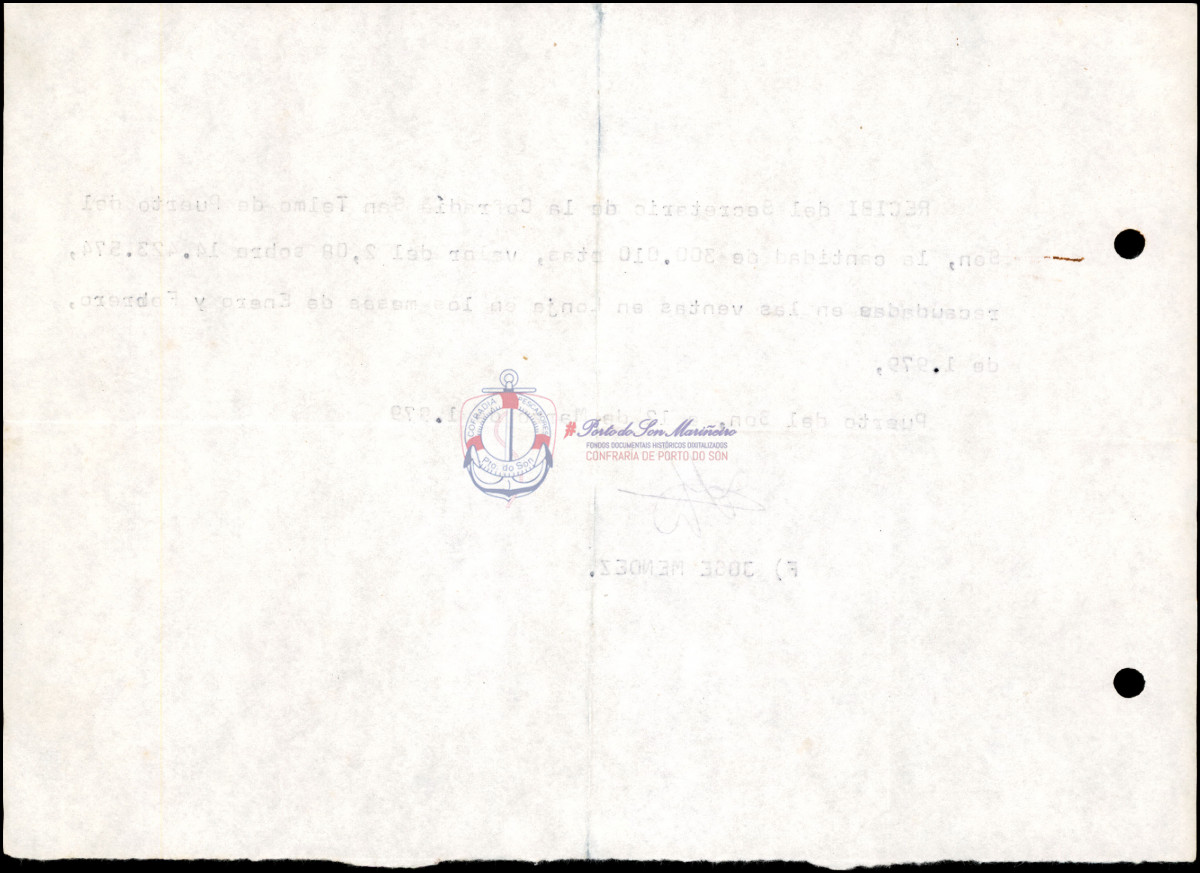 RECIBI del Secretario de la Cofradía San Telmo de Puerto del
Son, la cantidad de 300.010 ptas, valor del 2,08 sobre 14.423.574,
recaudadas en las ventas en Lonja en los meses de Enero y Febrero,
de 1.979,
Puerto del Son, a 12 de 1.979
COFRADIA PESCADORES
Pto. do Son
#Porto do Son Mariñeiro
FONDOS DOCUMENTAIS HISTÓRICOS DIXITALIZADOS
CONFRARIA DE PORTO DO SON
F) JOSE MENDEZ.